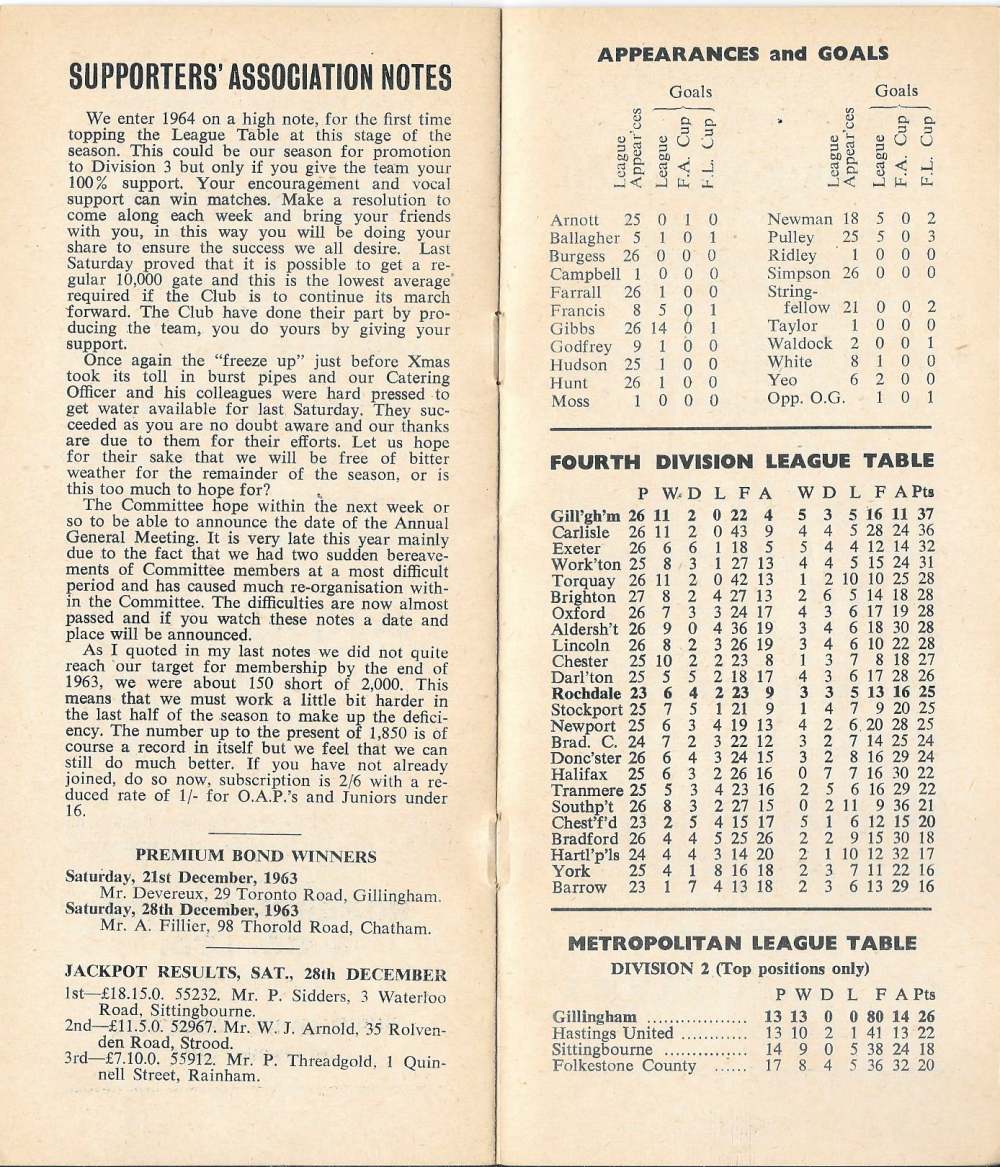 SUPPORTERS' ASSOCIATION NOTES
We enter 1964 on a high note, for the first time
topping the League Table at this stage of the
season. This could be our season for promotion
to Division 3 but only if you give the team your
100% support. Your encouragement and vocal
support can win matches. Make a resolution to
come along each week and bring your friends
with you, in this way you will be doing your
share to ensure the success we all desire. Last
Saturday proved that it is possible to get a re-
gular 10,000 gate and this is the lowest average
required if the Club is to continue its march
forward. The Club have done their part by pro-
ducing the team, you do yours by giving your
support.
Once again the "freeze up" just before Xmas
took its toll in burst pipes and our Catering
Officer and his colleagues were hard pressed to
get water available for last Saturday. They suc-
ceeded as you are no doubt aware and our thanks
are due to them for their efforts. Let us hope
for their sake that we will be free of bitter
weather for the remainder of the season, or is
this too much to hope for?
The Committee hope within the next week or
so to be able to announce the date of the Annual
General Meeting. It is very late this year mainly
due to the fact that we had two sudden bereave-
ments of Committee members at a most difficult
period and has caused much re-organisation with-
in the Committee. The difficulties are now almost
passed and if you watch these notes a date and
place will be announced.
As I quoted in my last notes we did not quite
reach our target for membership by the end of
1963, we were about 150 short of 2,000. This
means that we must work a little bit harder in
the last half of the season to make up the defici-
ency. The number up to the present of 1,850 is of
course a record in itself but we feel that we can
still do much better. If you have not already
joined, do so now, subscription is 2/6 with a re-
duced rate of 1/- for O.A.P.'s and Juniors under
16.
PREMIUM BOND WINNERS
Saturday, 21st December, 1963
Mr. Devereux, 29 Toronto Road, Gillingham.
Saturday, 28th December, 1963
Mr. A. Fillier, 98 Thorold Road, Chatham.
JACKPOT RESULTS, SAT., 28th DECEMBER
1st—£18.15.0. 55232. Mr. P. Sidders, 3 Waterloo
Road, Sittingbourne.
2nd—£11.5.0. 52967. Mr. W. J. Arnold, 35 Rolven-
den Road, Strood.
3rd—£7.10.0. 55912. Mr. P. Threadgold, 1 Quin-
nell Street, Rainham.
APPEARANCES and GOALS
Goals
League Appear'ces League F.A. Cup F.L. Cup
Arnott 25 0 1 0
Ballagher 5 1 0 1
Burgess 26 0 0 0
Campbell 1 0 0 0
Farrall 26 1 0 0
Francis 8 5 0 1
Gibbs 26 14 0 1
Godfrey 9 1 0 0
Hudson 25 1 0 0
Hunt 26 1 0 0
Moss 1 0 0 0
Goals
League Appear'ces League F.A. Cup F.L. Cup
Newman 18 5 0 2
Pulley 25 5 0 3
Ridley 1 0 0 0
Simpson 26 0 0 0
String-
fellow 21 0 0 2
Taylor 1 0 0 0
Waldock 2 0 0 1
White 8 1 0 0
Yeo 6 2 0 0
Opp. O.G. 1 0 1
FOURTH DIVISION LEAGUE TABLE
P W. D L F A W D L F A Pts
Gill'gh'm 26 11 2 0 22 4 5 3 5 16 11 37
Carlisle 26 11 2 0 43 9 4 4 5 28 24 36
Exeter 26 6 6 1 18 5 5 4 4 12 14 32
Work'ton 25 8 3 1 27 13 4 4 5 15 24 31
Torquay 26 11 2 0 42 13 1 2 10 10 25 28
Brighton 27 8 2 4 27 13 2 6 5 14 18 28
Oxford 26 7 3 3 24 17 4 3 6 17 19 28
Aldersh't 26 9 0 4 36 19 3 4 6 18 30 28
Lincoln 26 8 2 3 26 19 3 4 6 10 22 28
Chester 25 10 2 2 23 8 1 3 7 8 18 27
Darl'ton 25 5 5 2 18 17 4 3 6 17 28 26
Rochdale 23 6 4 2 23 9 3 3 5 13 16 25
Stockport 25 7 5 1 21 9 1 4 7 9 20 25
Newport 25 6 3 4 19 13 4 2 6 20 28 25
Brad. C. 24 7 2 3 22 12 3 2 7 14 25 24
Donc'ster 26 6 4 3 24 15 3 2 8 16 29 24
Halifax 25 6 3 2 26 16 0 7 7 16 30 22
Tranmere 25 5 3 4 23 16 2 5 6 16 29 22
Southp't 26 8 3 2 27 15 0 2 11 9 36 21
Chest'f'd 23 2 5 4 15 17 5 1 6 12 15 20
Bradford 26 4 4 5 25 26 2 2 9 15 30 18
Hartl'p'ls 24 4 4 3 14 20 2 1 10 12 32 17
York 25 4 1 8 16 18 2 3 7 11 22 16
Barrow 23 1 7 4 13 18 2 3 6 13 29 16
METROPOLITAN LEAGUE TABLE
DIVISION 2 (Top positions only)
P W D L F A Pts
Gillingham .................. 13 13 0 0 80 14 26
Hastings United ............ 13 10 2 1 41 13 22
Sittingbourne ............... 14 9 0 5 38 24 18
Folkestone County ...... 17 8 4 5 36 32 20